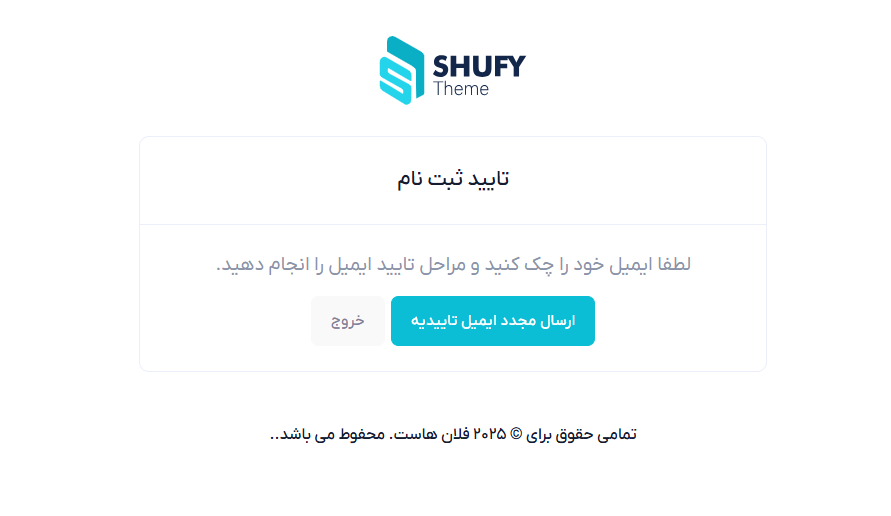 SHUFY
Theme
تایید ثبت نام
لطفا ایمیل خود را چک کنید و مراحل تایید ایمیل را انجام دهید.
ارسال مجدد ایمیل تاییدیه
خروج
تمامی حقوق برای © ۲۰۲۵ فلان هاست. محفوط می باشد..